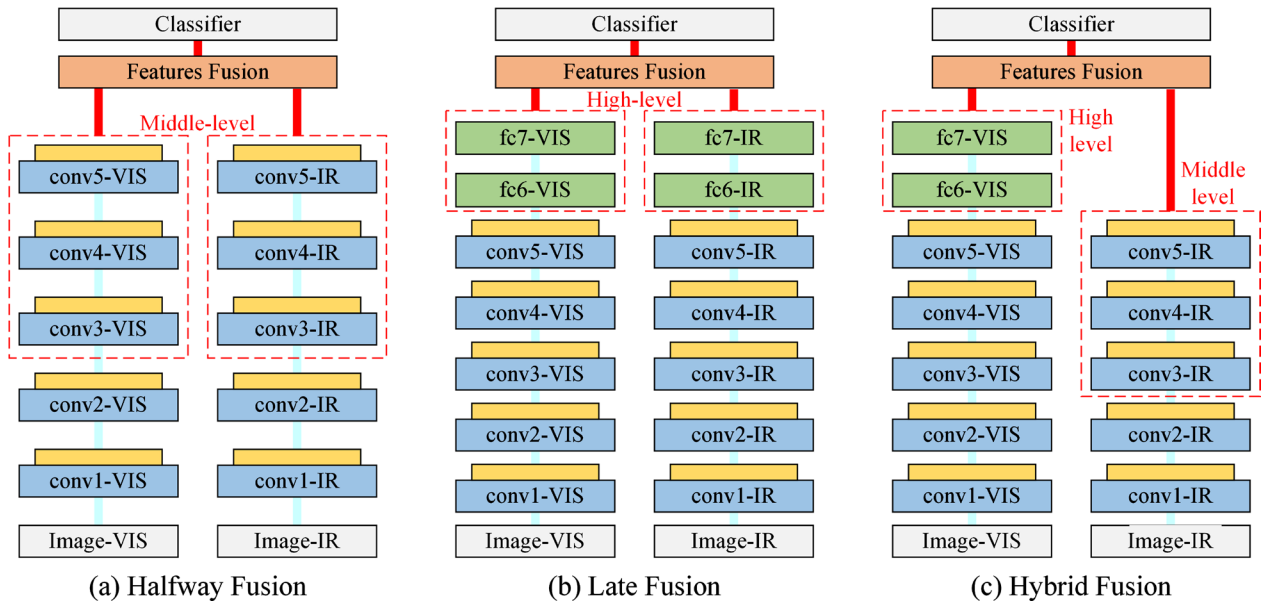 Classifier
Features Fusion
Middle-level
conv5-VIS
conv5-IR
conv4-VIS
conv4-IR
conv3-VIS
conv3-IR
conv2-VIS
conv2-IR
conv1-VIS
conv1-IR
Image-VIS
Image-IR
(a) Halfway Fusion
Classifier
Features Fusion
High-level
fc7-VIS
fc7-IR
fc6-VIS
fc6-IR
conv5-VIS
conv5-IR
conv4-VIS
conv4-IR
conv3-VIS
conv3-IR
conv2-VIS
conv2-IR
conv1-VIS
conv1-IR
Image-VIS
Image-IR
(b) Late Fusion
Classifier
Features Fusion
High
level
fc7-VIS
fc6-VIS
Middle
level
conv5-VIS
conv5-IR
conv4-VIS
conv4-IR
conv3-VIS
conv3-IR
conv2-VIS
conv2-IR
conv1-VIS
conv1-IR
Image-VIS
Image-IR
(c) Hybrid Fusion